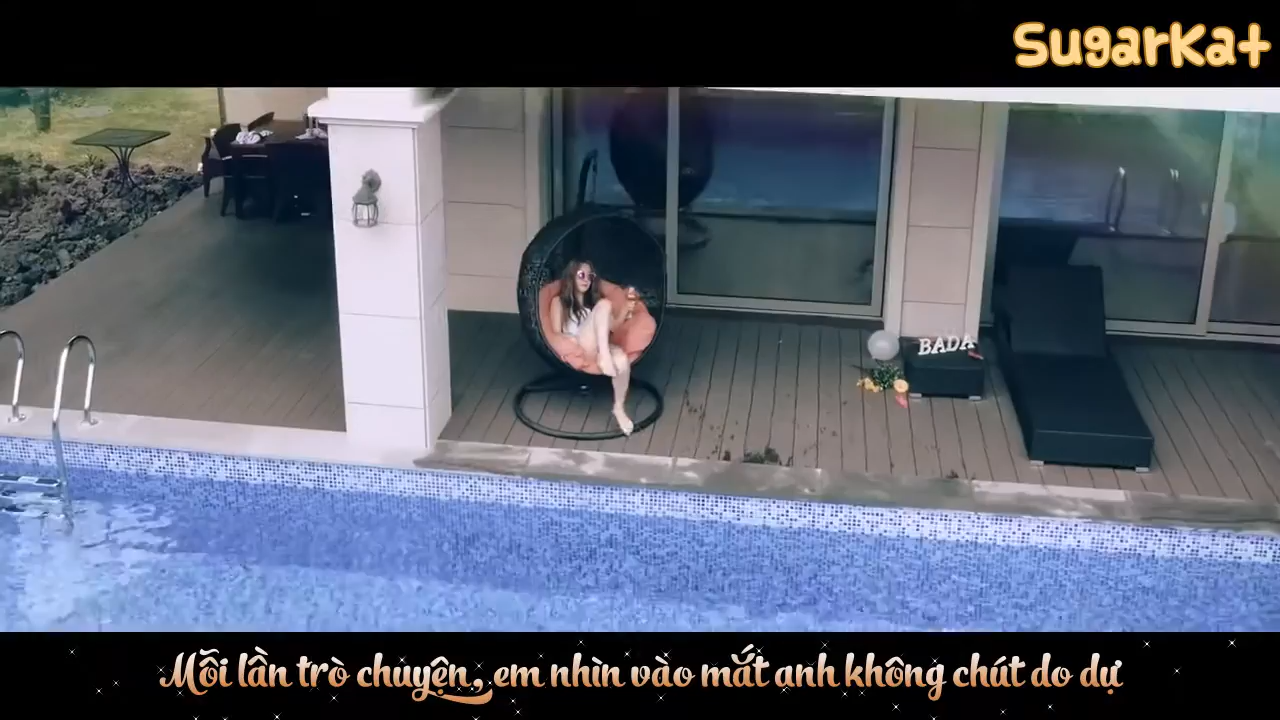 SugarKat
BADA
Mỗi lần trò chuyện, em nhìn vào mắt anh không chút do dự